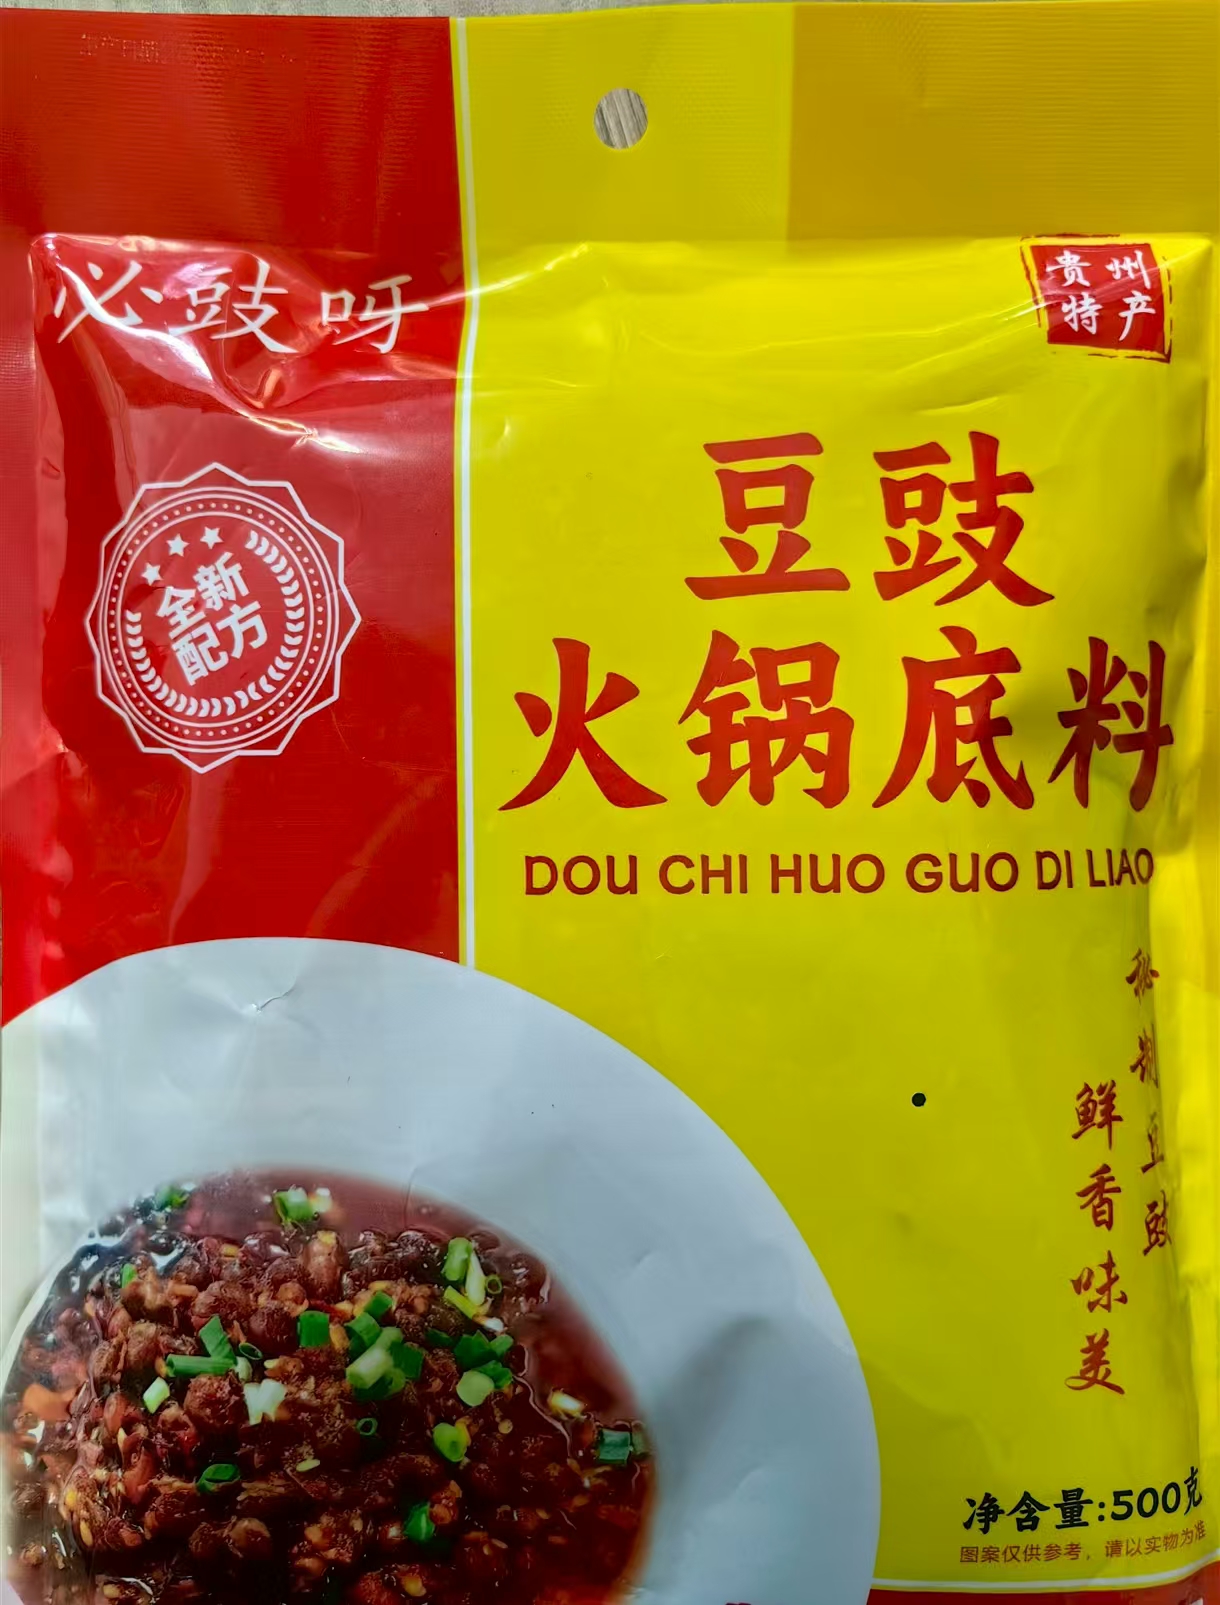 必豉呀
贵州
特产
全新
配方
豆豉
火锅底料
DOU CHI HUO GUO DI LIAO
秘制豆豉
鲜香味美
净含量:500克
图案仅供参考，请以实物为准